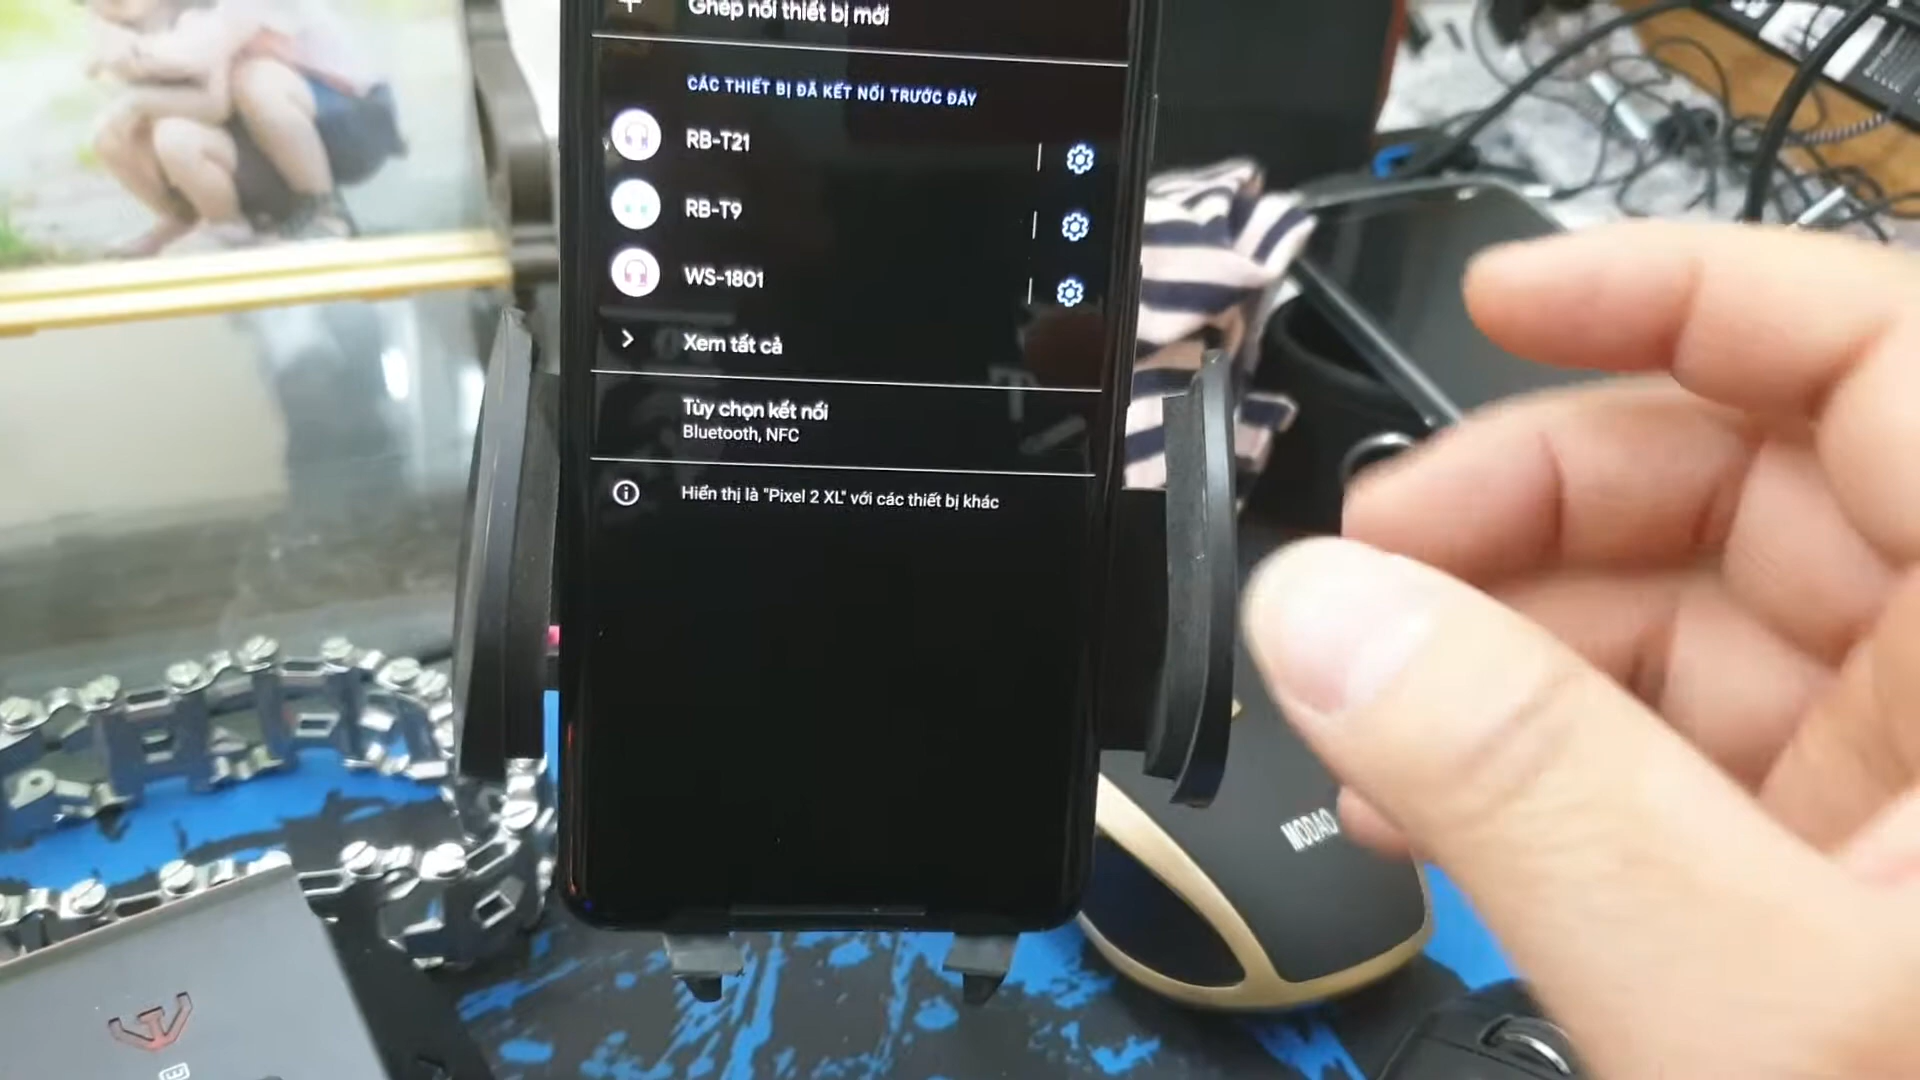 Ghép nối thiết bị mới
CÁC THIẾT BỊ ĐÃ KẾT NỐI TRƯỚC ĐÂY
RB-T21
RB-T9
WS-1801
Xem tất cả
Tùy chọn kết nối
Bluetooth, NFC
Hiển thị là "Pixel 2 XL" với các thiết bị khác
MODAO